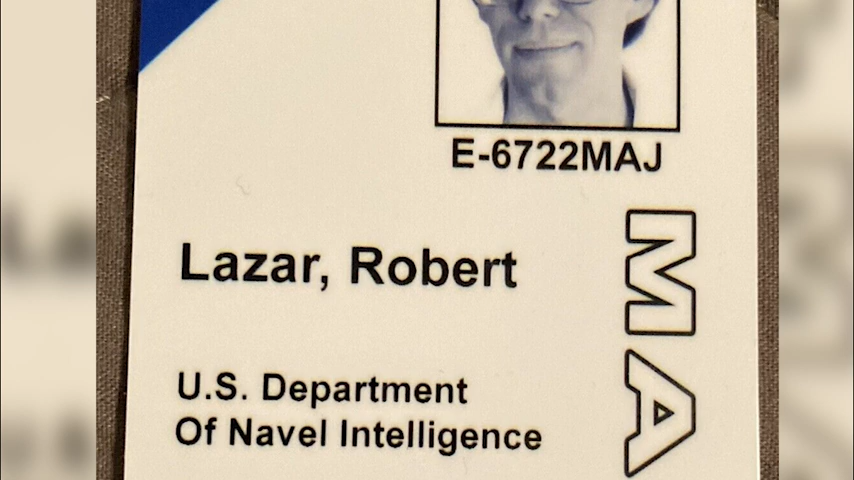 E-6722MAJ
Lazar, Robert
U.S. Department
Of Navel Intelligence
MA